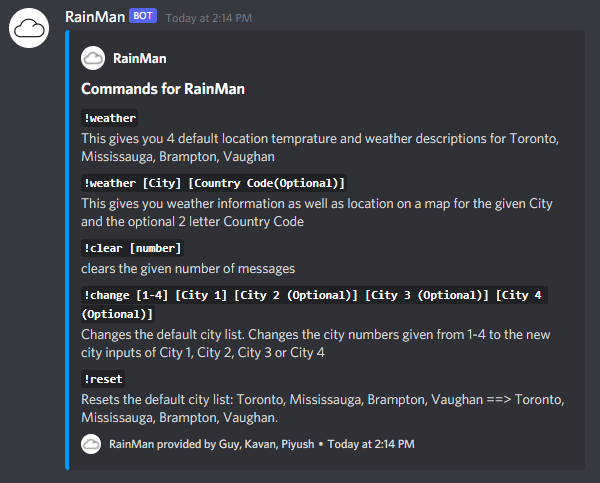 RainMan BOT Today at 2:14 PM
RainMan
Commands for RainMan
!weather
This gives you 4 default location temprature and weather descriptions for Toronto,
Mississauga, Brampton, Vaughan
!weather [City] [Country Code(Optional)]
This gives you weather information as well as location on a map for the given City
and the optional 2 letter Country Code
!clear [number]
clears the given number of messages
!change [1-4] [City 1] [City 2 (Optional)] [City 3 (Optional)] [City 4
(Optional)]
Changes the default city list. Changes the city numbers given from 1-4 to the new
city inputs of City 1, City 2, City 3 or City 4
!reset
Resets the default city list: Toronto, Mississauga, Brampton, Vaughan ==> Toronto,
Mississauga, Brampton, Vaughan.
RainMan provided by Guy, Kavan, Piyush • Today at 2:14 PM